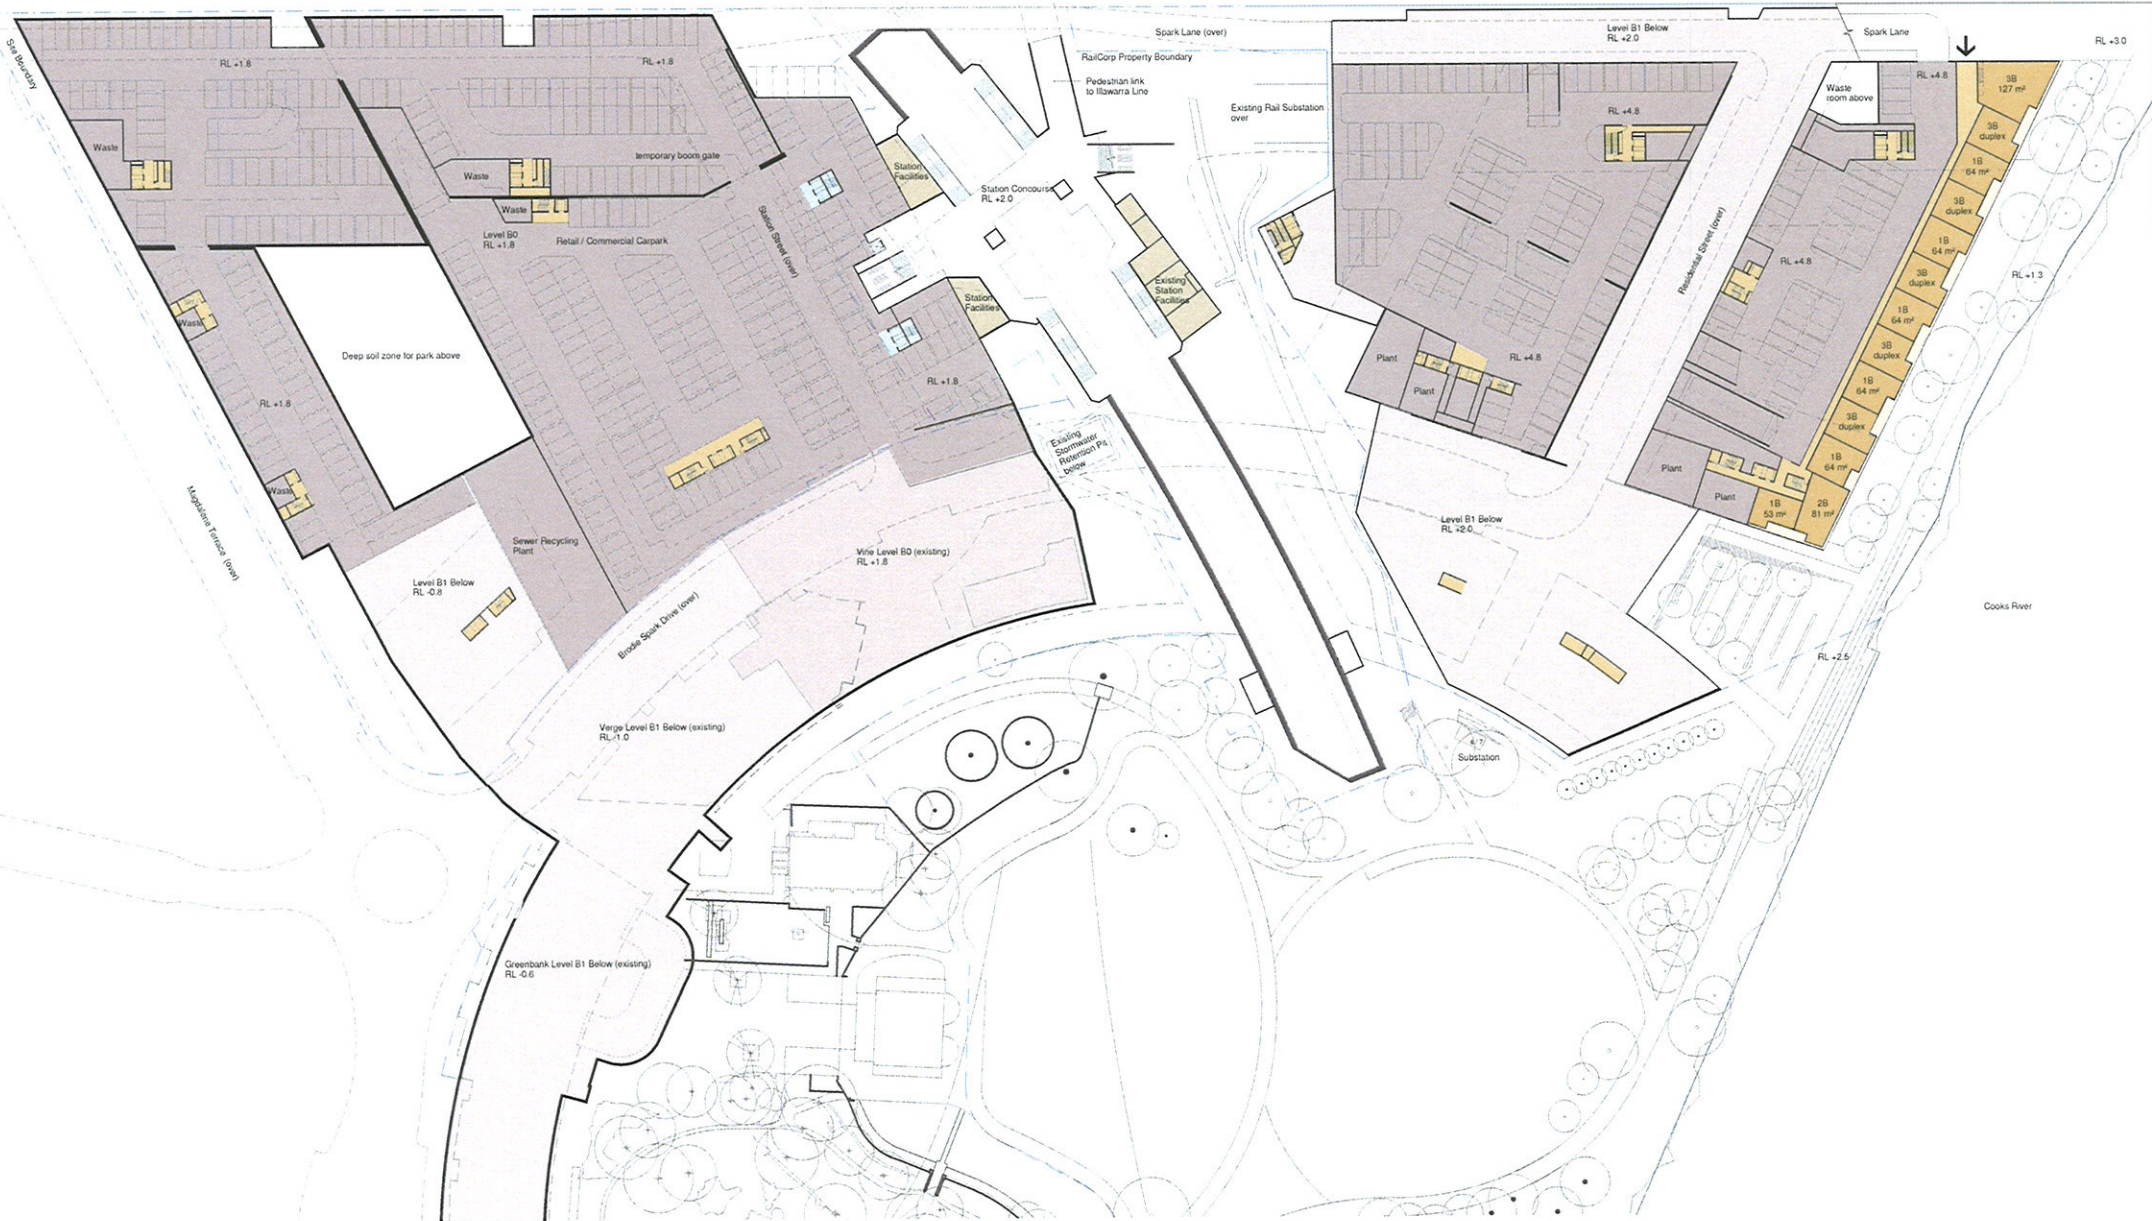 Site Boundary
RL +1.8
RL +1.8
Spark Lane (over)
RailCorp Property Boundary
Pedestrian link
to Illawarra Line
Existing Rail Substation
over
Level B1 Below
RL +2.0
Spark Lane
RL +3.0
RL +4.8
Waste
room above
3B
127 m²
RL +4.8
3B
duplex
1B
64 m²
3B
duplex
1B
64 m²
3B
duplex
1B
64 m²
3B
duplex
1B
64 m²
3B
duplex
1B
64 m²
2B
81 m²
1B
53 m²
Waste
Waste
temporary boom gate
Waste
Level B0
RL +1.8
Retail / Commercial Carpark
Station Street (over)
Station
Facilities
Station Concourse
RL +2.0
Station
Facilities
Existing
Station
Facilities
Residential Street (over)
RL +4.8
RL +1.3
Waste
Deep soil zone for park above
RL +1.8
RL +1.8
Plant
Plant
RL +4.8
Existing
Stormwater
Retention Pit
below
Plant
Plant
Waste
Magdalene Terrace (over)
Sewer Recycling
Plant
Vine Level B0 (existing)
RL +1.8
Level B1 Below
RL +2.0
Level B1 Below
RL -0.8
Brodie Spark Drive (over)
Cooks River
RL +2.5
Verge Level B1 Below (existing)
RL -1.0
Substation
Greenbank Level B1 Below (existing)
RL -0.6